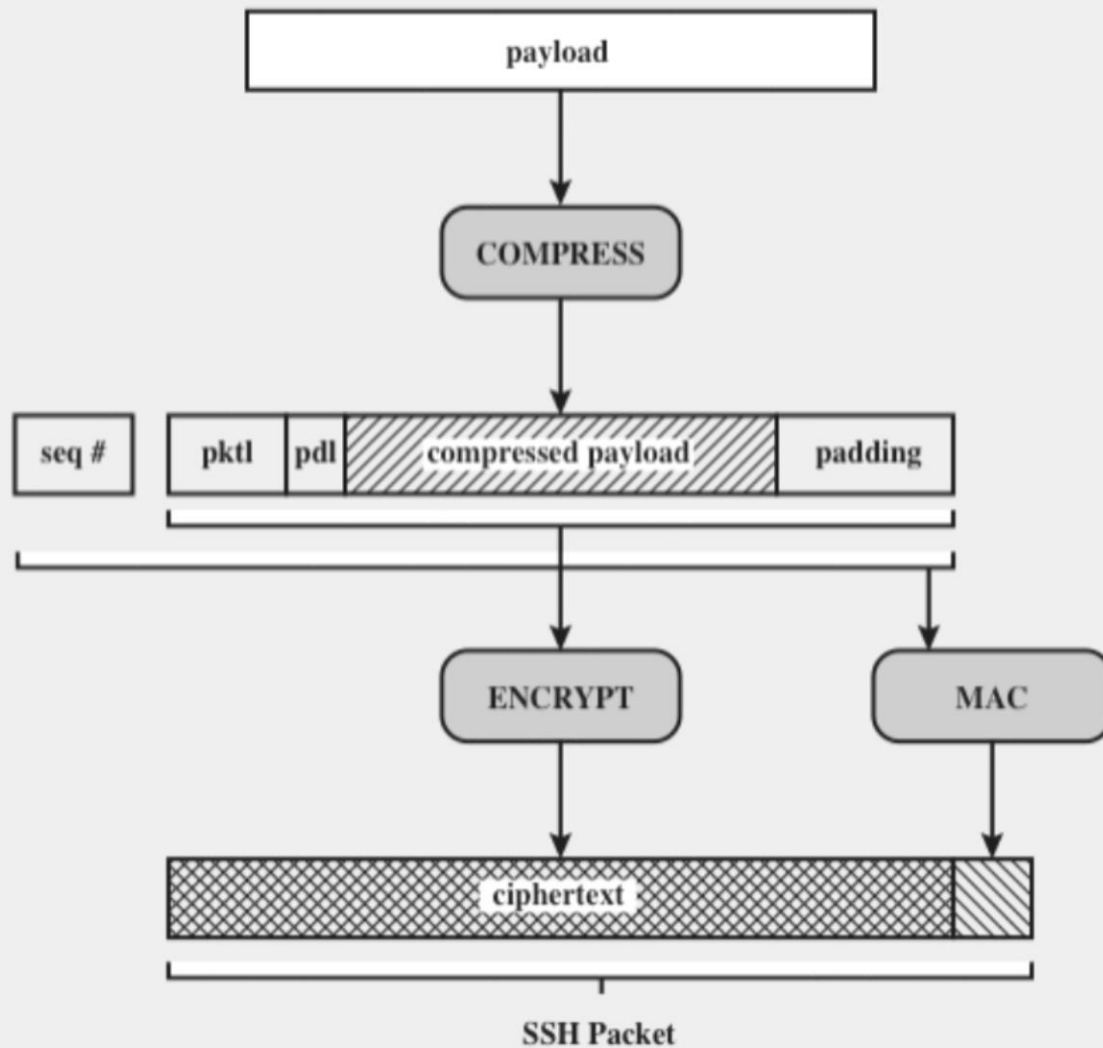 payload
COMPRESS
seq #
pktl
pdl
compressed payload
padding
ENCRYPT
MAC
ciphertext
SSH Packet